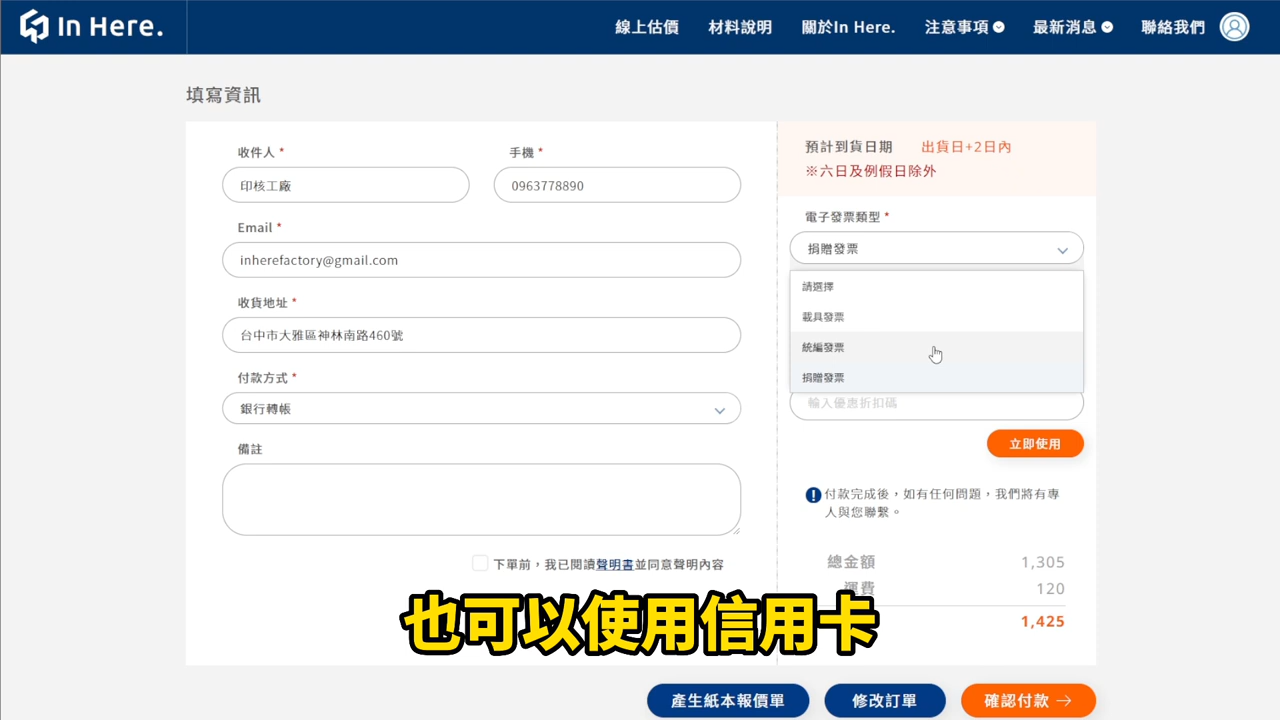 In Here.
線上估價
材料說明
關於In Here.
注意事項
最新消息
聯絡我們
填寫資訊
收件人 *
印核工廠
手機 *
0963778890
Email *
inherefactory@gmail.com
收貨地址 *
台中市大雅區神林南路460號
付款方式 *
銀行轉帳
備註
下單前，我已閱讀聲明書並同意聲明內容
預計到貨日期 出貨日+2日內
※六日及例假日除外
電子發票類型 *
捐贈發票
請選擇
載具發票
統編發票
捐贈發票
輸入優惠折扣碼
立即使用
付款完成後，如有任何問題，我們將有專
人與您聯繫。
總金額 1,305
運費 120
1,425
也可以使用信用卡
產生紙本報價單
修改訂單
確認付款 →